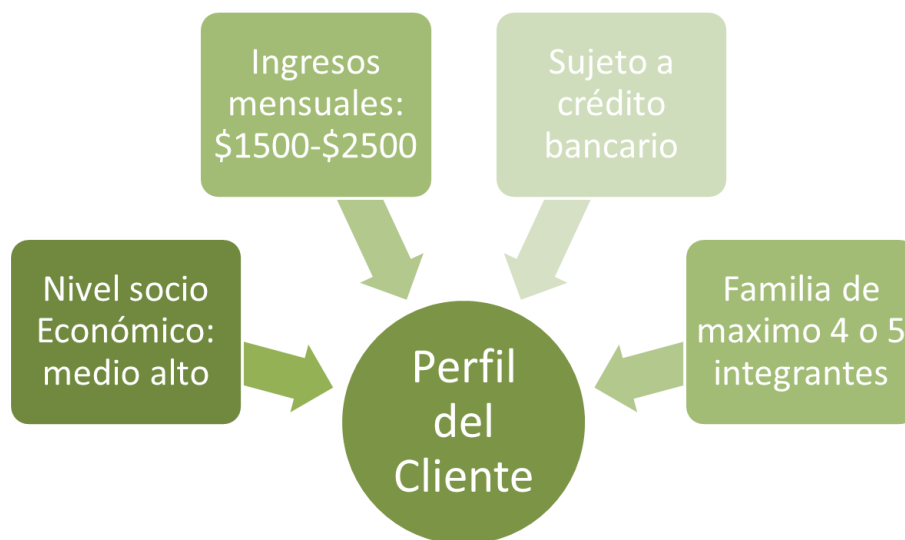 Ingresos
mensuales:
$1500-$2500
Sujeto a
crédito
bancario
Nivel socio
Económico:
medio alto
Familia de
maximo 4 o 5
integrantes
Perfil
del
Cliente